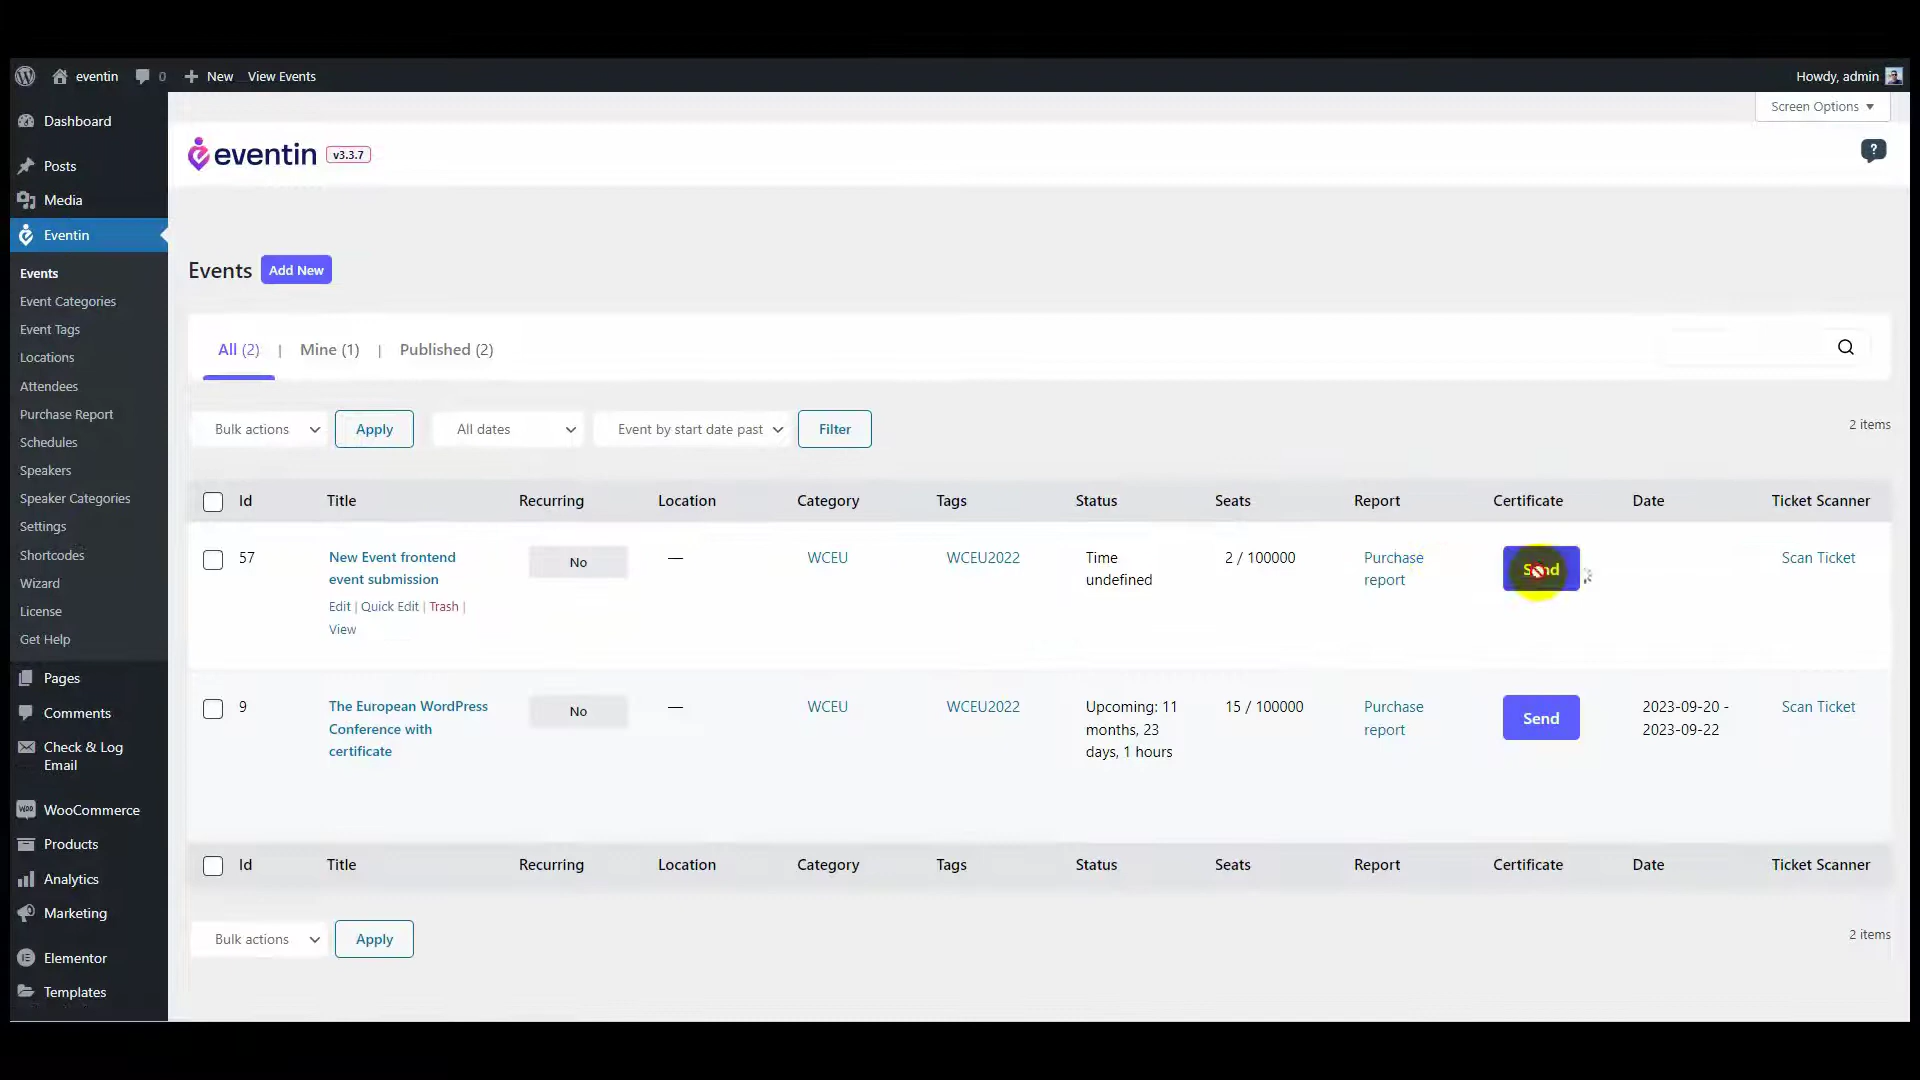 eventin
0
New
View Events
Howdy, admin
Screen Options
Dashboard
Posts
Media
Eventin
Events
Event Categories
Event Tags
Locations
Attendees
Purchase Report
Schedules
Speakers
Speaker Categories
Settings
Shortcodes
Wizard
License
Get Help
Pages
Comments
Check & Log
Email
WooCommerce
Products
Analytics
Marketing
Elementor
Templates
eventin v3.3.7
?
Events Add New
All (2) | Mine (1) | Published (2)
Bulk actions Apply All dates Event by start date past Filter 2 items
Id Title Recurring Location Category Tags Status Seats Report Certificate Date Ticket Scanner
57 New Event frontend No — WCEU WCEU2022 Time 2 / 100000 Purchase Send Scan Ticket
event submission undefined report
Edit | Quick Edit | Trash |
View
9 The European WordPress No — WCEU WCEU2022 Upcoming: 11 15 / 100000 Purchase Send 2023-09-20 - Scan Ticket
Conference with months, 23 report 2023-09-22
certificate days, 1 hours
Id Title Recurring Location Category Tags Status Seats Report Certificate Date Ticket Scanner
Bulk actions Apply 2 items